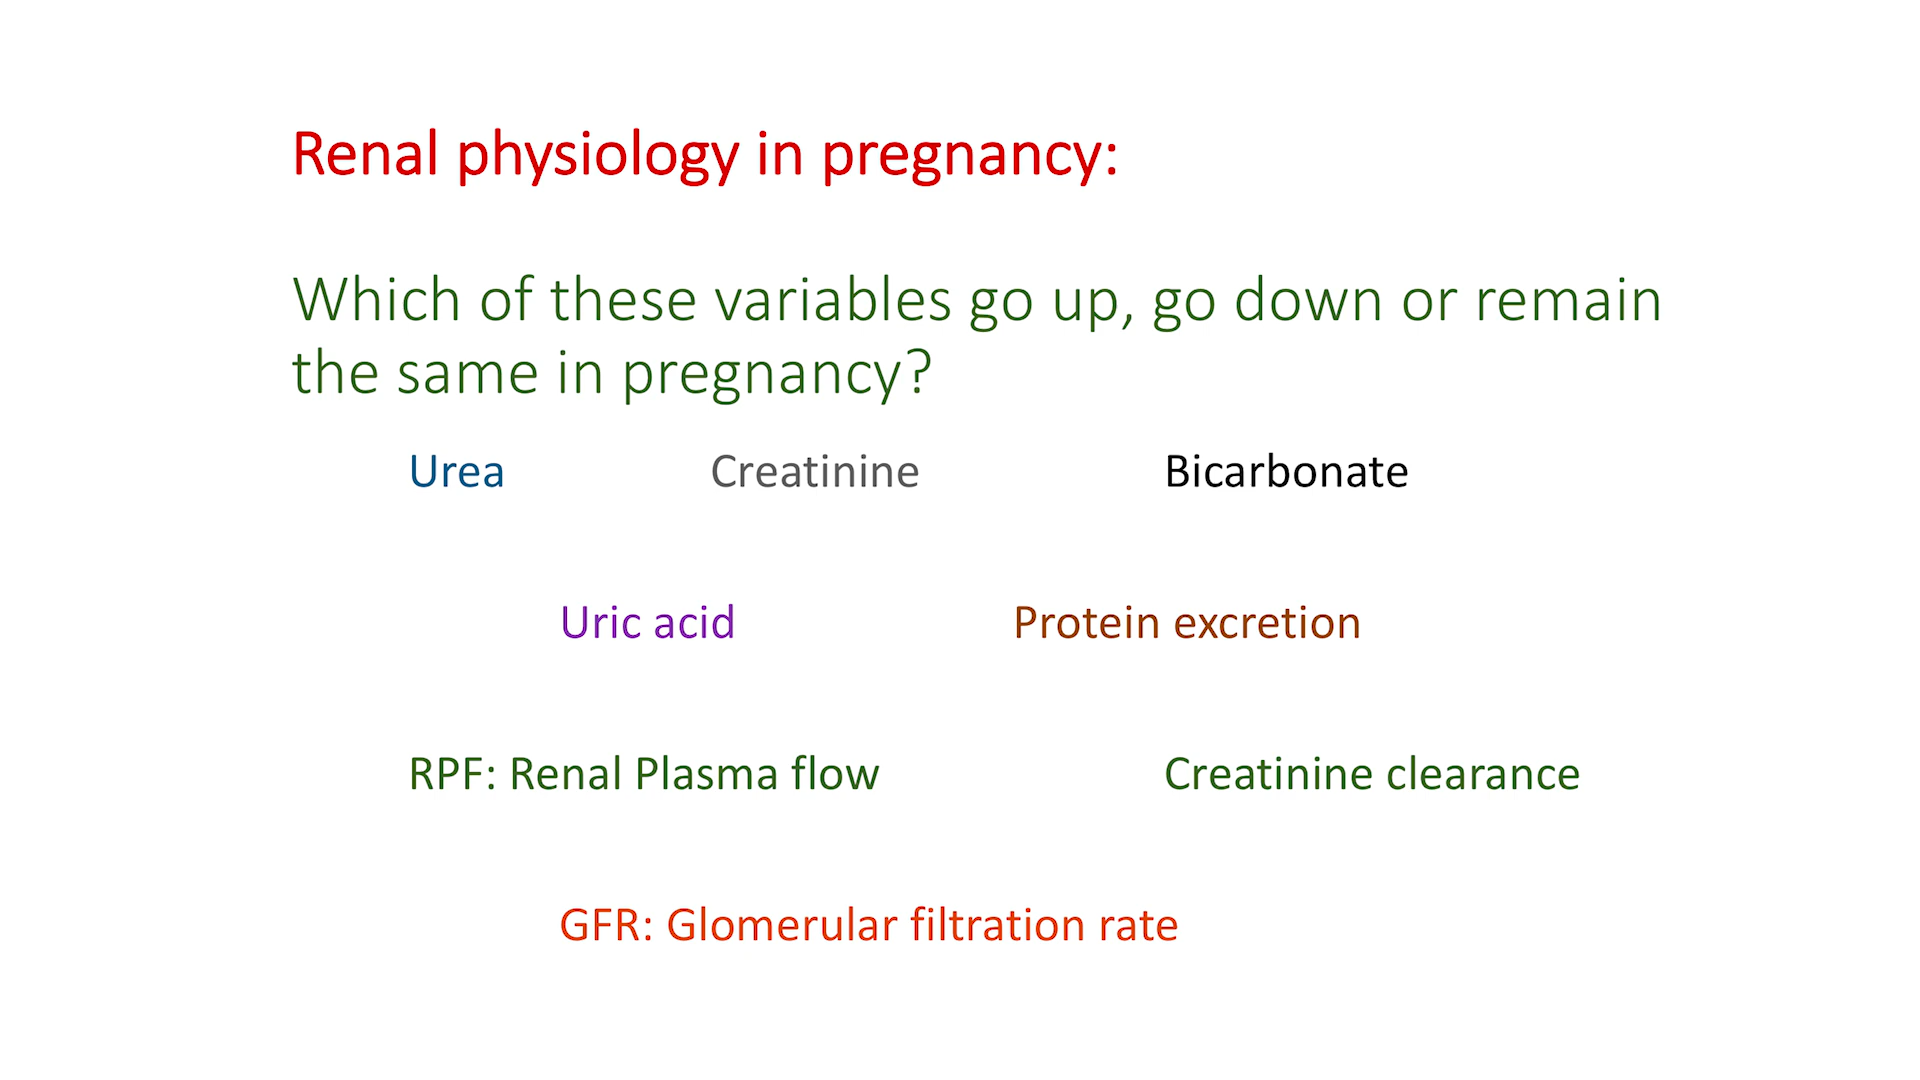 Renal physiology in pregnancy:
Which of these variables go up, go down or remain
the same in pregnancy?
Urea Creatinine Bicarbonate
Uric acid Protein excretion
RPF: Renal Plasma flow Creatinine clearance
GFR: Glomerular filtration rate